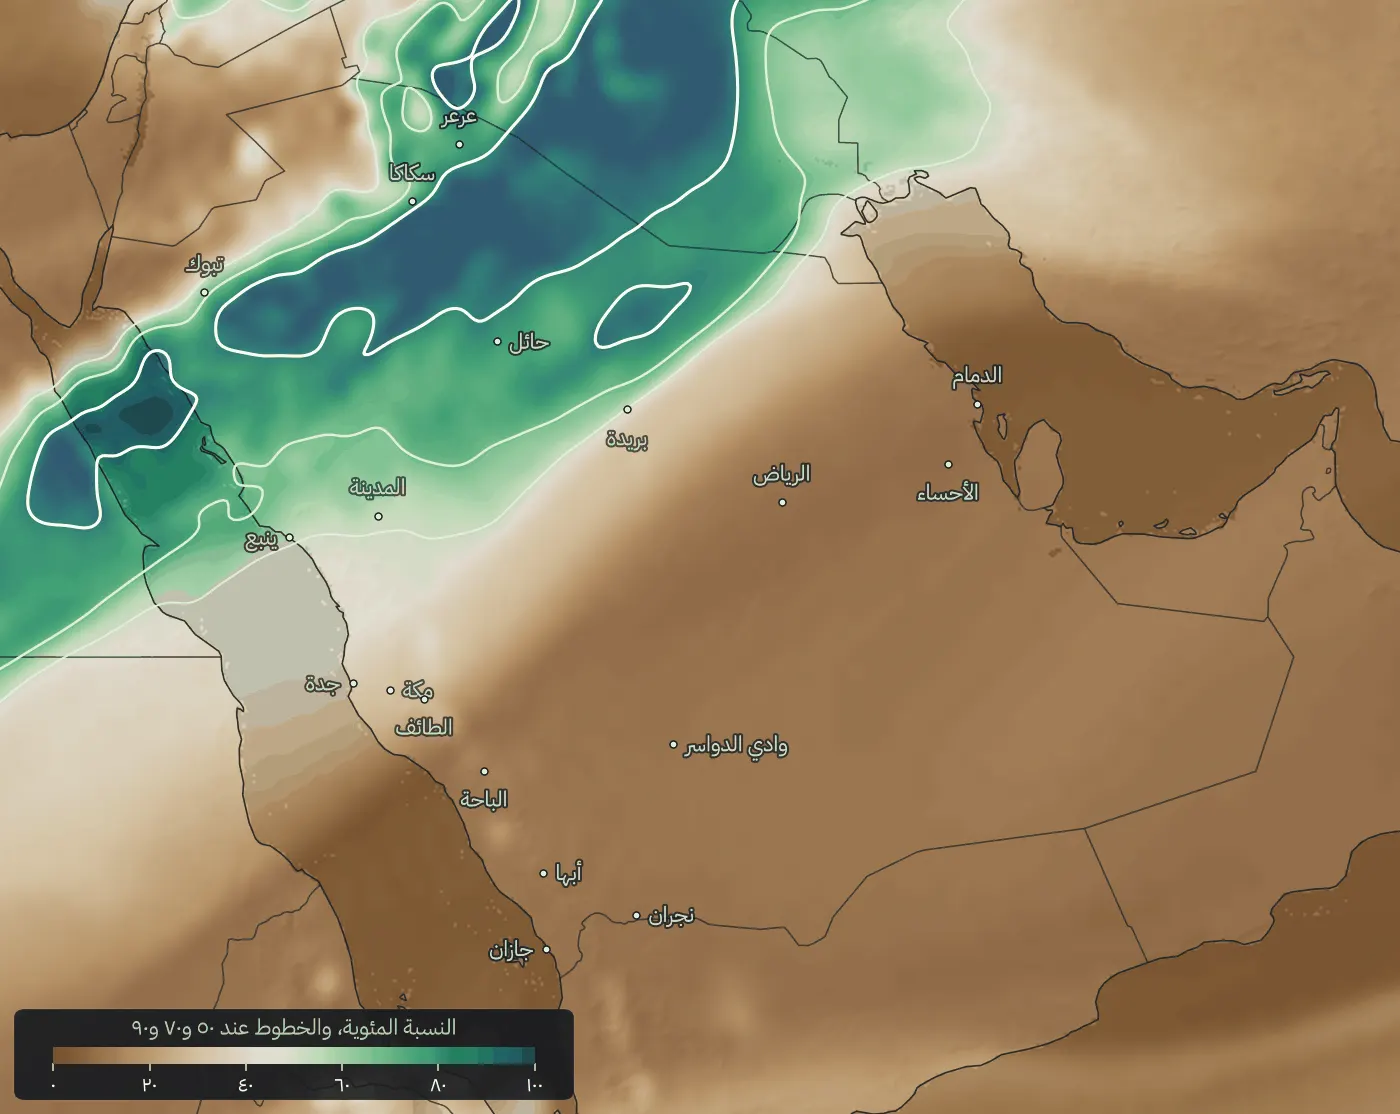 عرعر
سكاكا
تبوك
حائل
الدمام
بريدة
الرياض
الأحساء
المدينة
ينبع
جدة
مكة
الطائف
وادي الدواسر
الباحة
أبها
نجران
جازان
النسبة المئوية، والخطوط عند ٥٠ و٧٠ و٩٠
٠ ٢٠ ٤٠ ٦٠ ٨٠ ١٠٠